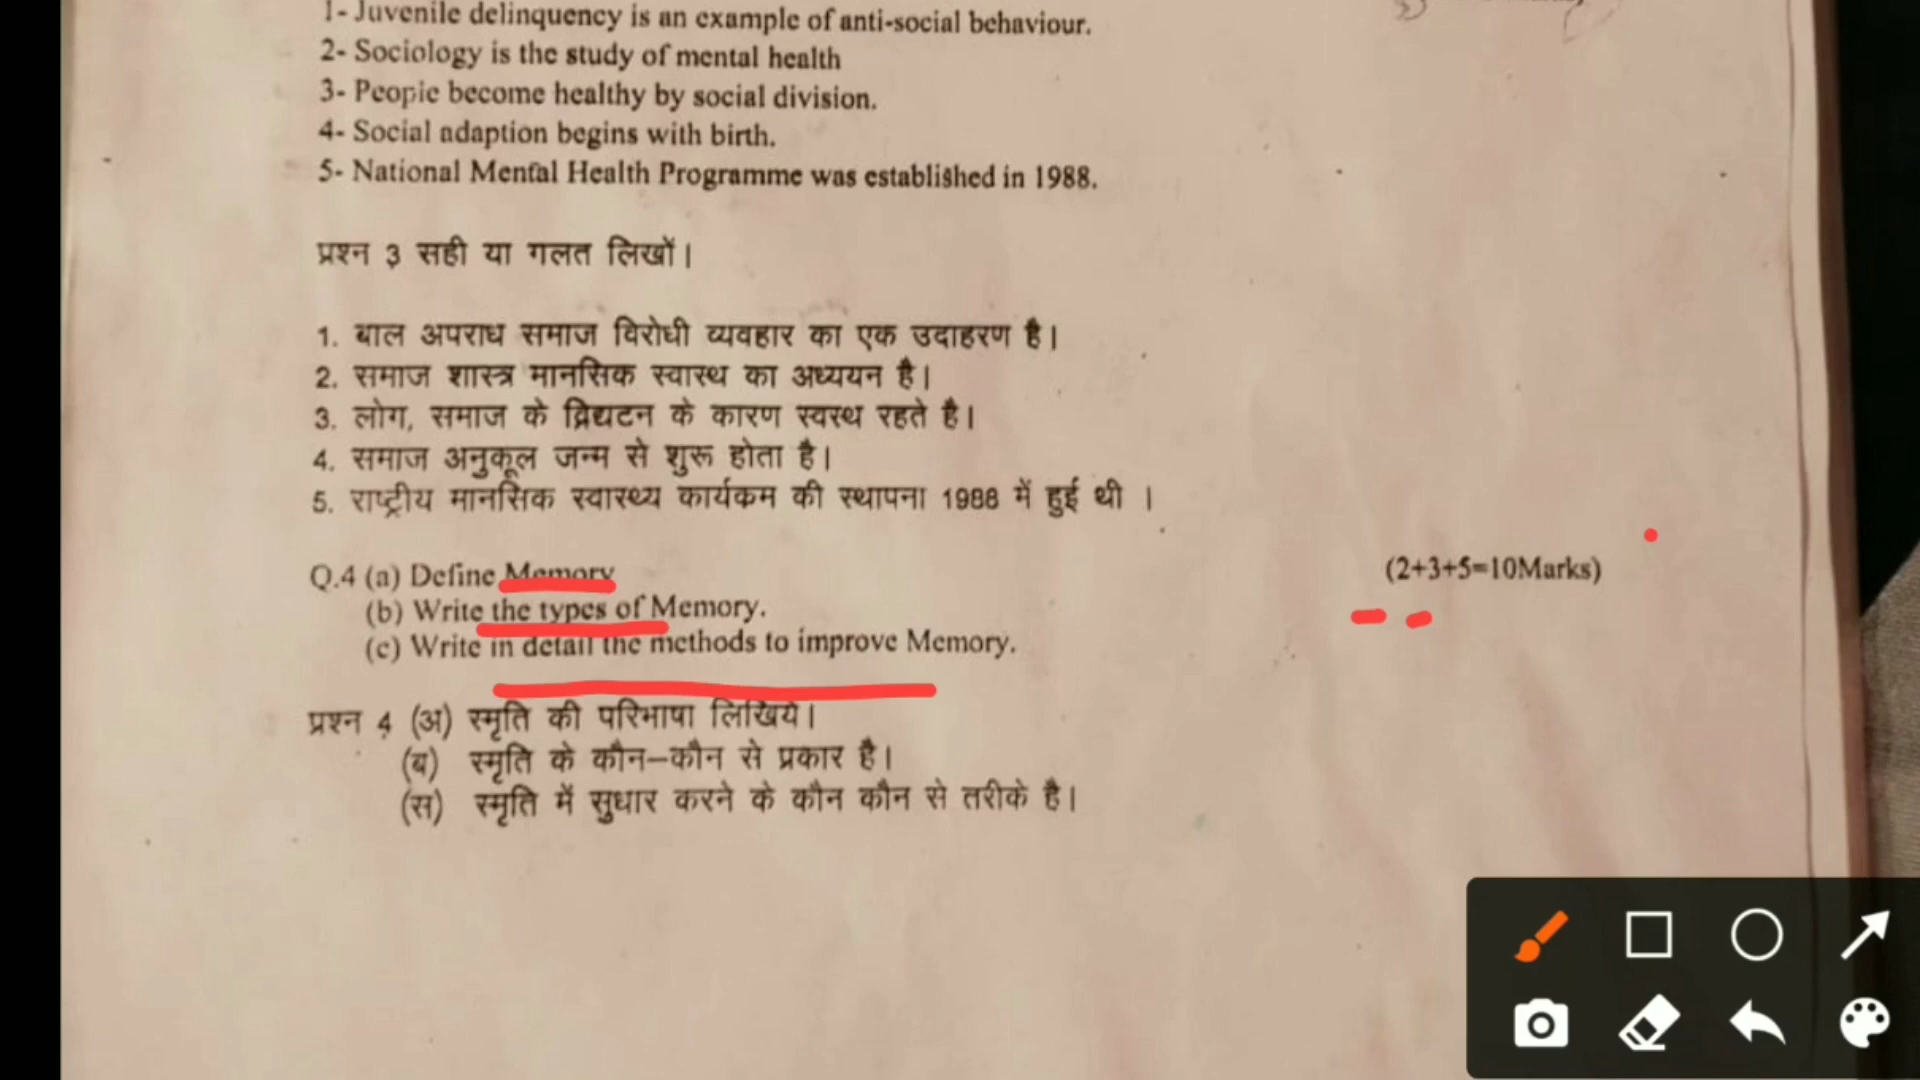 1- Juvenile delinquency is an example of anti-social behaviour.
2- Sociology is the study of mental health
3- People become healthy by social division.
4- Social adaption begins with birth.
5- National Mental Health Programme was established in 1988.
प्रश्न 3 सही या गलत लिखों।
1. बाल अपराध समाज विरोधी व्यवहार का एक उदाहरण है।
2. समाज शास्त्र मानसिक स्वास्थ का अध्ययन है।
3. लोग, समाज के विघटन के कारण स्वस्थ रहते है।
4. समाज अनुकूल जन्म से शुरू होता है।
5. राष्ट्रीय मानसिक स्वास्थ्य कार्यकम की स्थापना 1988 में हुई थी ।
Q.4 (a) Define Memory (2+3+5=10Marks)
(b) Write the types of Memory.
(c) Write in detail the methods to improve Memory.
प्रश्न 4 (अ) स्मृति की परिभाषा लिखिये।
(ब) स्मृति के कौन–कौन से प्रकार है।
(स) स्मृति में सुधार करने के कौन कौन से तरीके है।